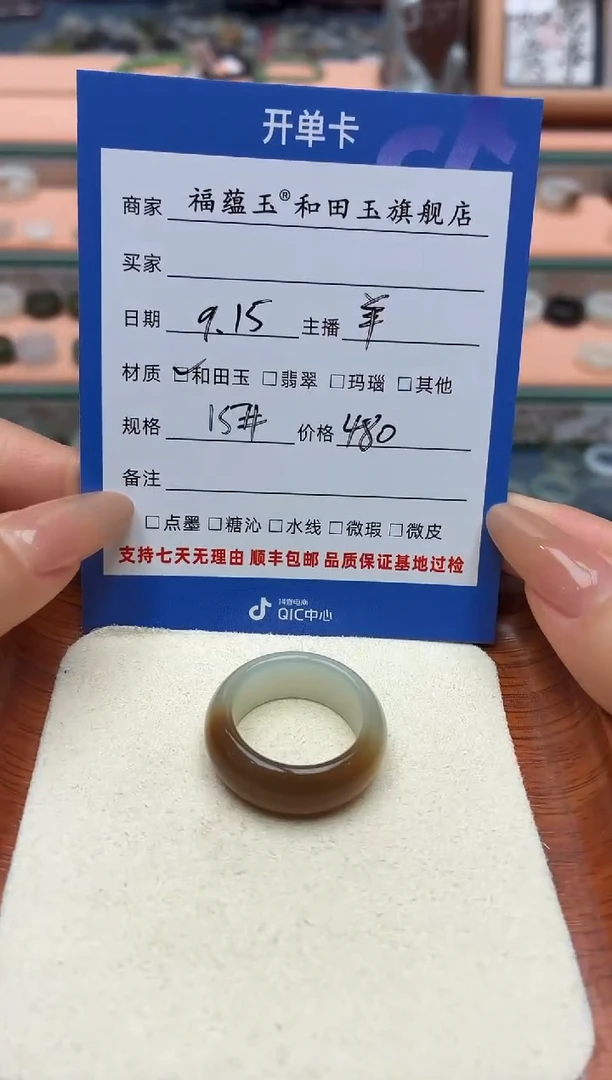 开单卡
商家 福蕴玉®和田玉旗舰店
买家
日期 9.15 主播 羊
材质 ☑和田玉 □翡翠 □玛瑙 □其他
规格 15# 价格 480
备注
□点墨 □糖沁 □水线 □微瑕 □微皮
支持七天无理由 顺丰包邮 品质保证基地过检
抖音电商
QIC中心